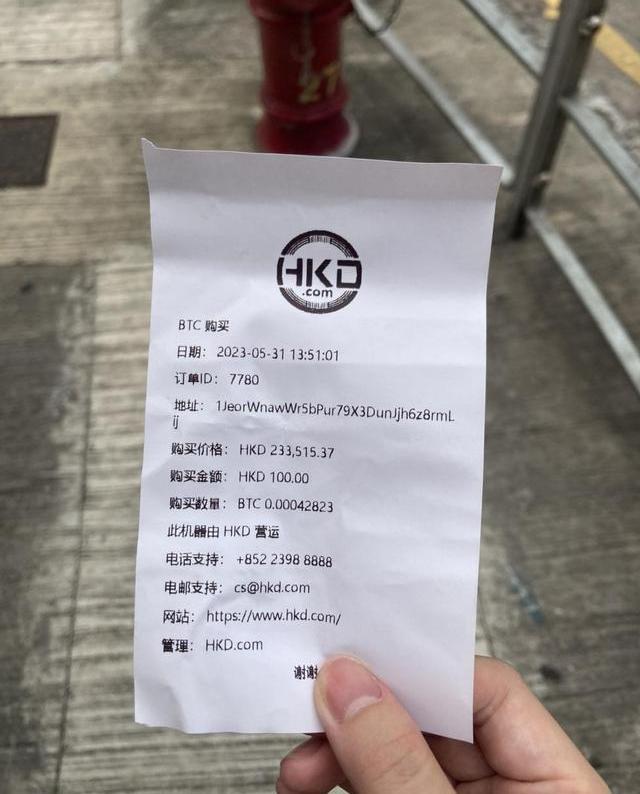 27
HKD
.com
BTC 购买
日期： 2023-05-31 13:51:01
订单ID： 7780
地址： 1JeorWnawWr5bPur79X3DunJjh6z8rmL
ij
购买价格： HKD 233,515.37
购买金额： HKD 100.00
购买数量： BTC 0.00042823
此机器由 HKD 营运
电话支持： +852 2398 8888
电邮支持： cs@hkd.com
网站： https://www.hkd.com/
管理： HKD.com
谢谢